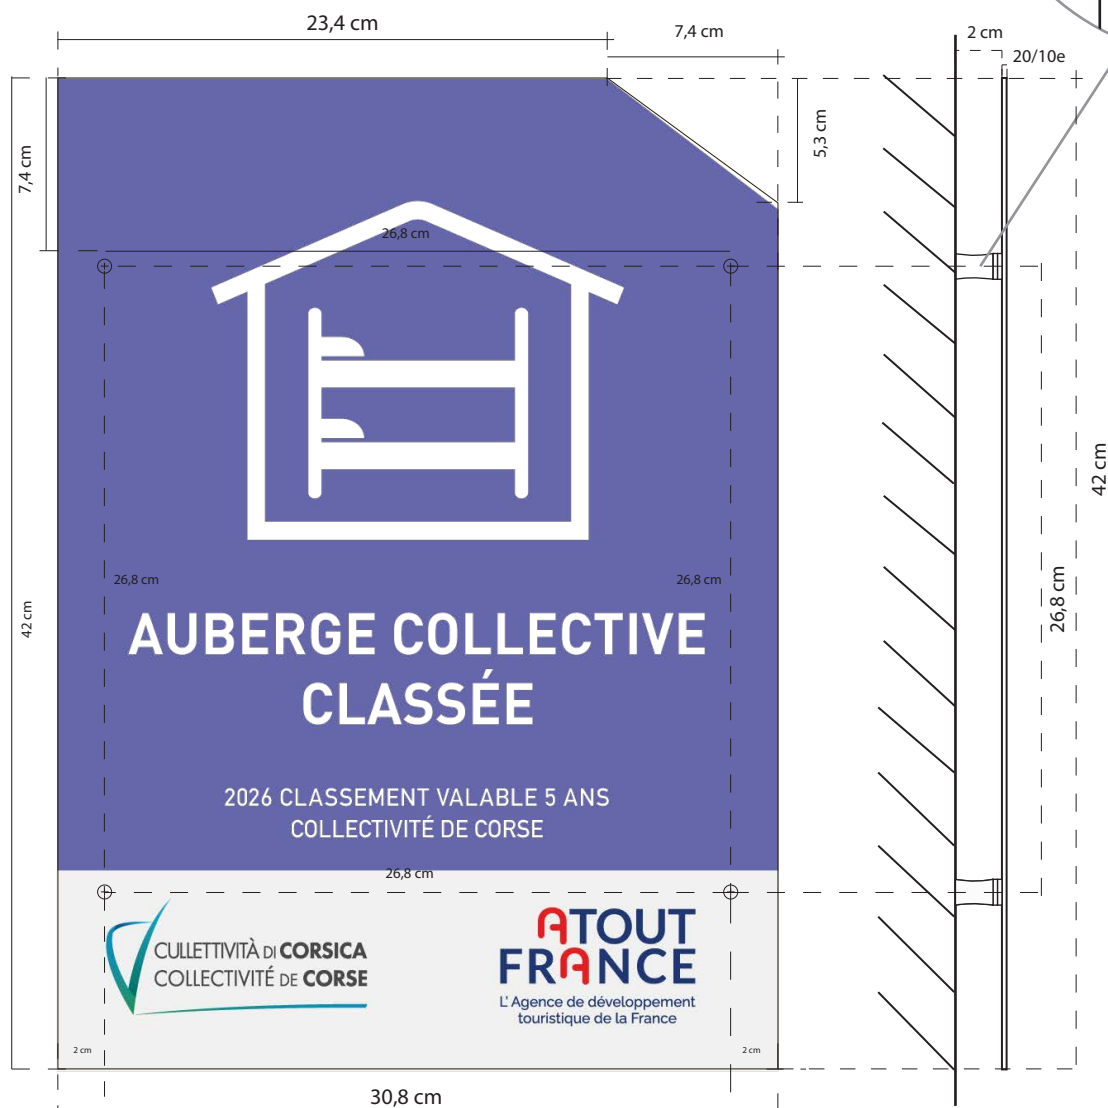 23,4 cm
7,4 cm
2 cm
20/10e
7,4 cm
5,3 cm
26,8 cm
42 cm
26,8 cm
26,8 cm
26,8 cm
42 cm
AUBERGE COLLECTIVE
CLASSÉE
2026 CLASSEMENT VALABLE 5 ANS
COLLECTIVITÉ DE CORSE
26,8 cm
CULLETTIVITÀ DI CORSICA
COLLECTIVITÉ DE CORSE
ATOUT
FRANCE
L'Agence de développement
touristique de la France
2 cm
2 cm
30,8 cm